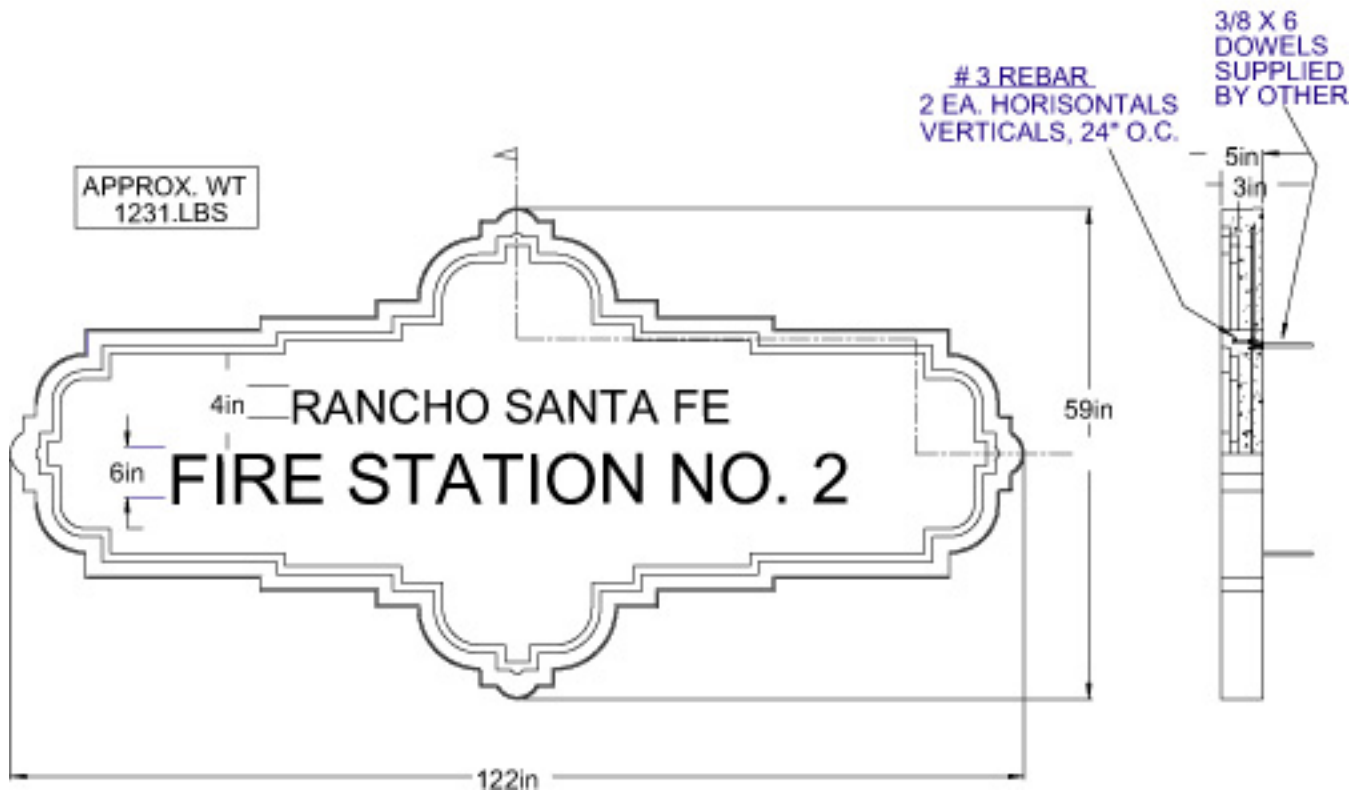 3/8 X 6
DOWELS
SUPPLIED
BY OTHER
# 3 REBAR
2 EA. HORISONTALS
VERTICALS, 24" O.C.
5in
3in
APPROX. WT
1231.LBS
4in
RANCHO SANTA FE
59in
6in
FIRE STATION NO. 2
122in